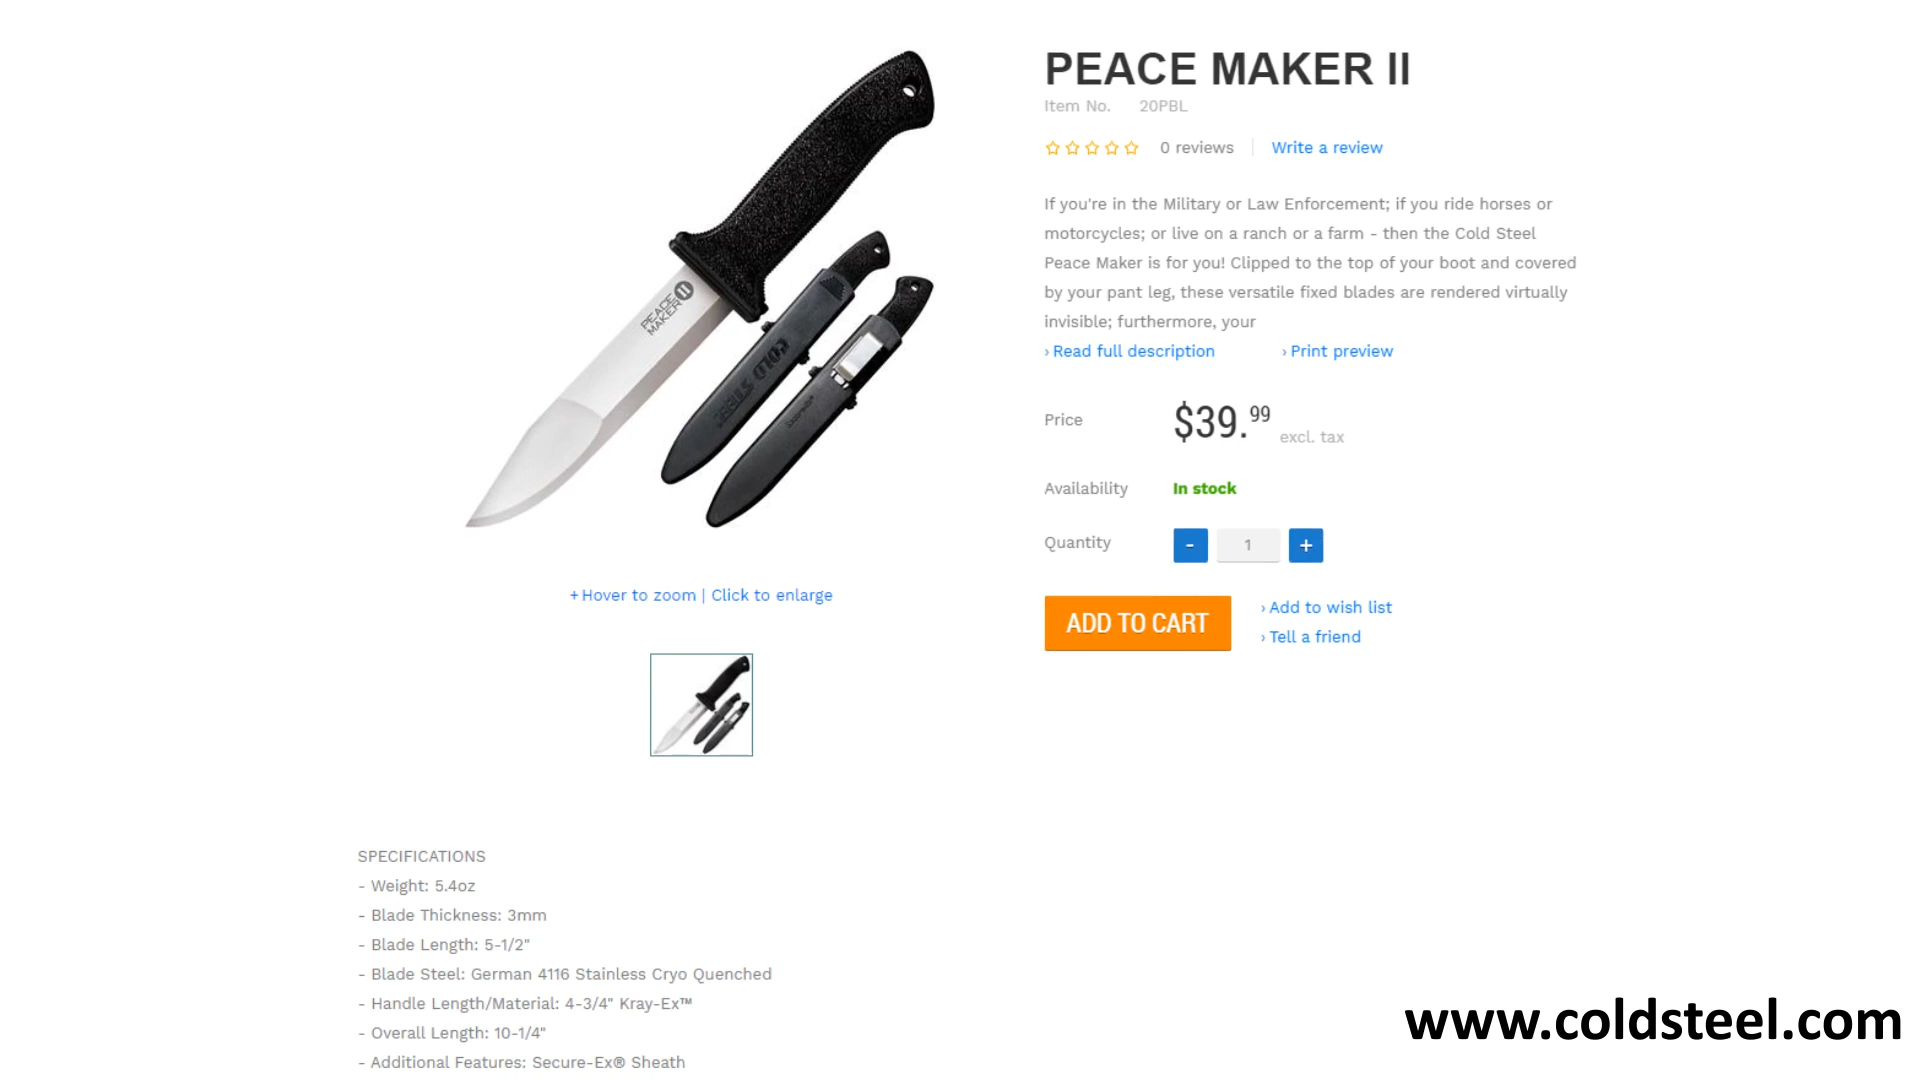 PEACE MAKER II
Item No. 20PBL
0 reviews Write a review
If you're in the Military or Law Enforcement; if you ride horses or
motorcycles; or live on a ranch or a farm - then the Cold Steel
Peace Maker is for you! Clipped to the top of your boot and covered
by your pant leg, these versatile fixed blades are rendered virtually
invisible; furthermore, your
› Read full description › Print preview
Price $39.99 excl. tax
Availability In stock
Quantity - 1 +
ADD TO CART
› Add to wish list
› Tell a friend
PEACE
MAKER II
COLD STEEL
+ Hover to zoom | Click to enlarge
SPECIFICATIONS
- Weight: 5.4oz
- Blade Thickness: 3mm
- Blade Length: 5-1/2"
- Blade Steel: German 4116 Stainless Cryo Quenched
- Handle Length/Material: 4-3/4" Kray-Ex™
- Overall Length: 10-1/4"
- Additional Features: Secure-Ex® Sheath
www.coldsteel.com